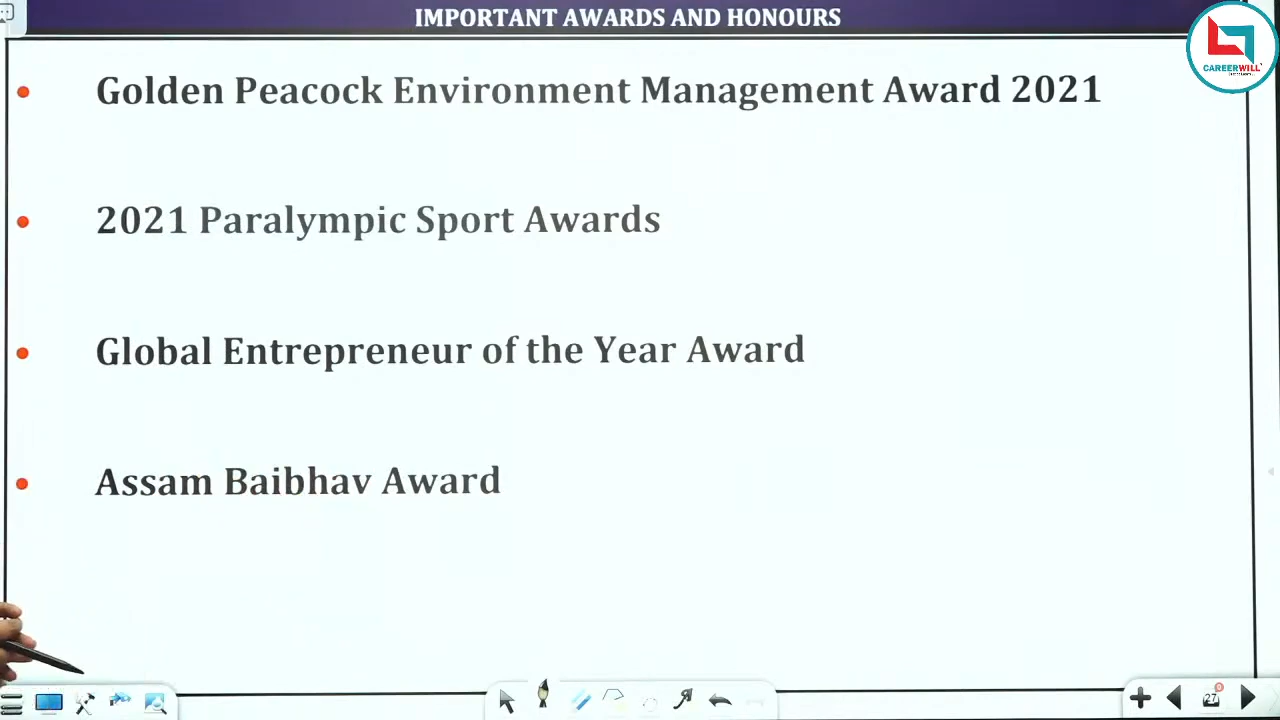 IMPORTANT AWARDS AND HONOURS
CAREERWILL
Golden Peacock Environment Management Award 2021
2021 Paralympic Sport Awards
Global Entrepreneur of the Year Award
Assam Baibhav Award
27